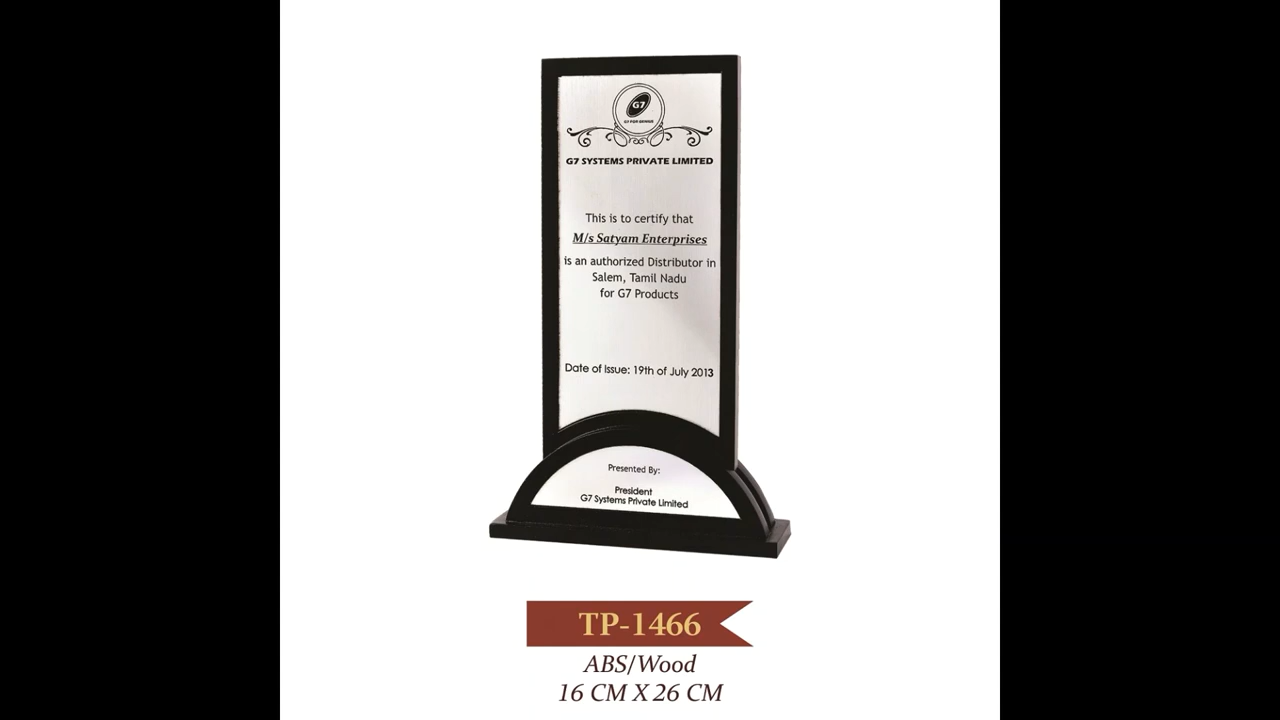 G7
G7 FOR GENIUS
G7 SYSTEMS PRIVATE LIMITED
This is to certify that
M/s Satyam Enterprises
is an authorized Distributor in
Salem, Tamil Nadu
for G7 Products
Date of Issue: 19th of July 2013
Presented By:
President
G7 Systems Private Limited
TP-1466
ABS/Wood
16 CM X 26 CM